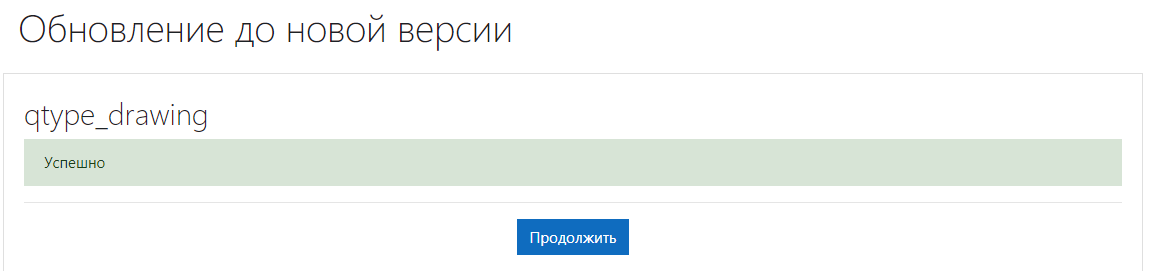 Обновление до новой версии
qtype_drawing
Успешно
Продолжить